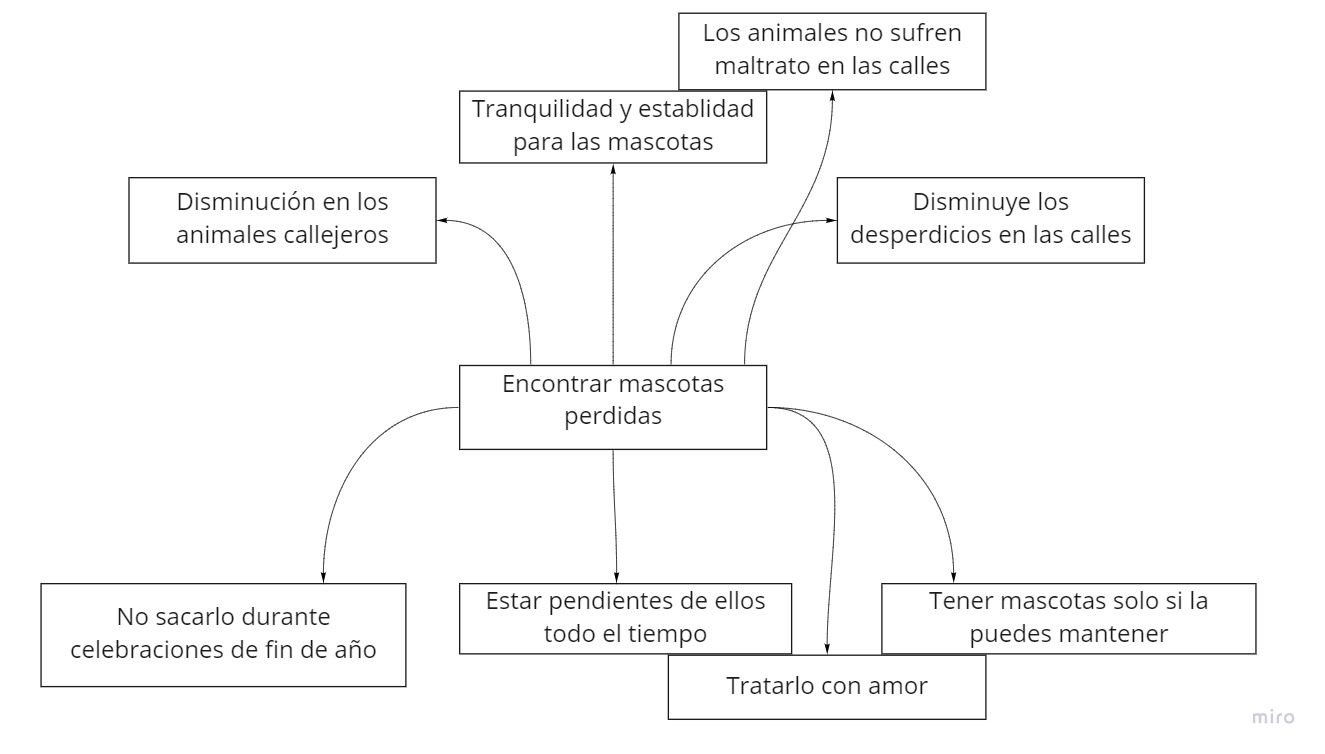 Los animales no sufren
maltrato en las calles
Tranquilidad y establidad
para las mascotas
Disminución en los
animales callejeros
Disminuye los
desperdicios en las calles
Encontrar mascotas
perdidas
No sacarlo durante
celebraciones de fin de año
Estar pendientes de ellos
todo el tiempo
Tener mascotas solo si la
puedes mantener
Tratarlo con amor
miro